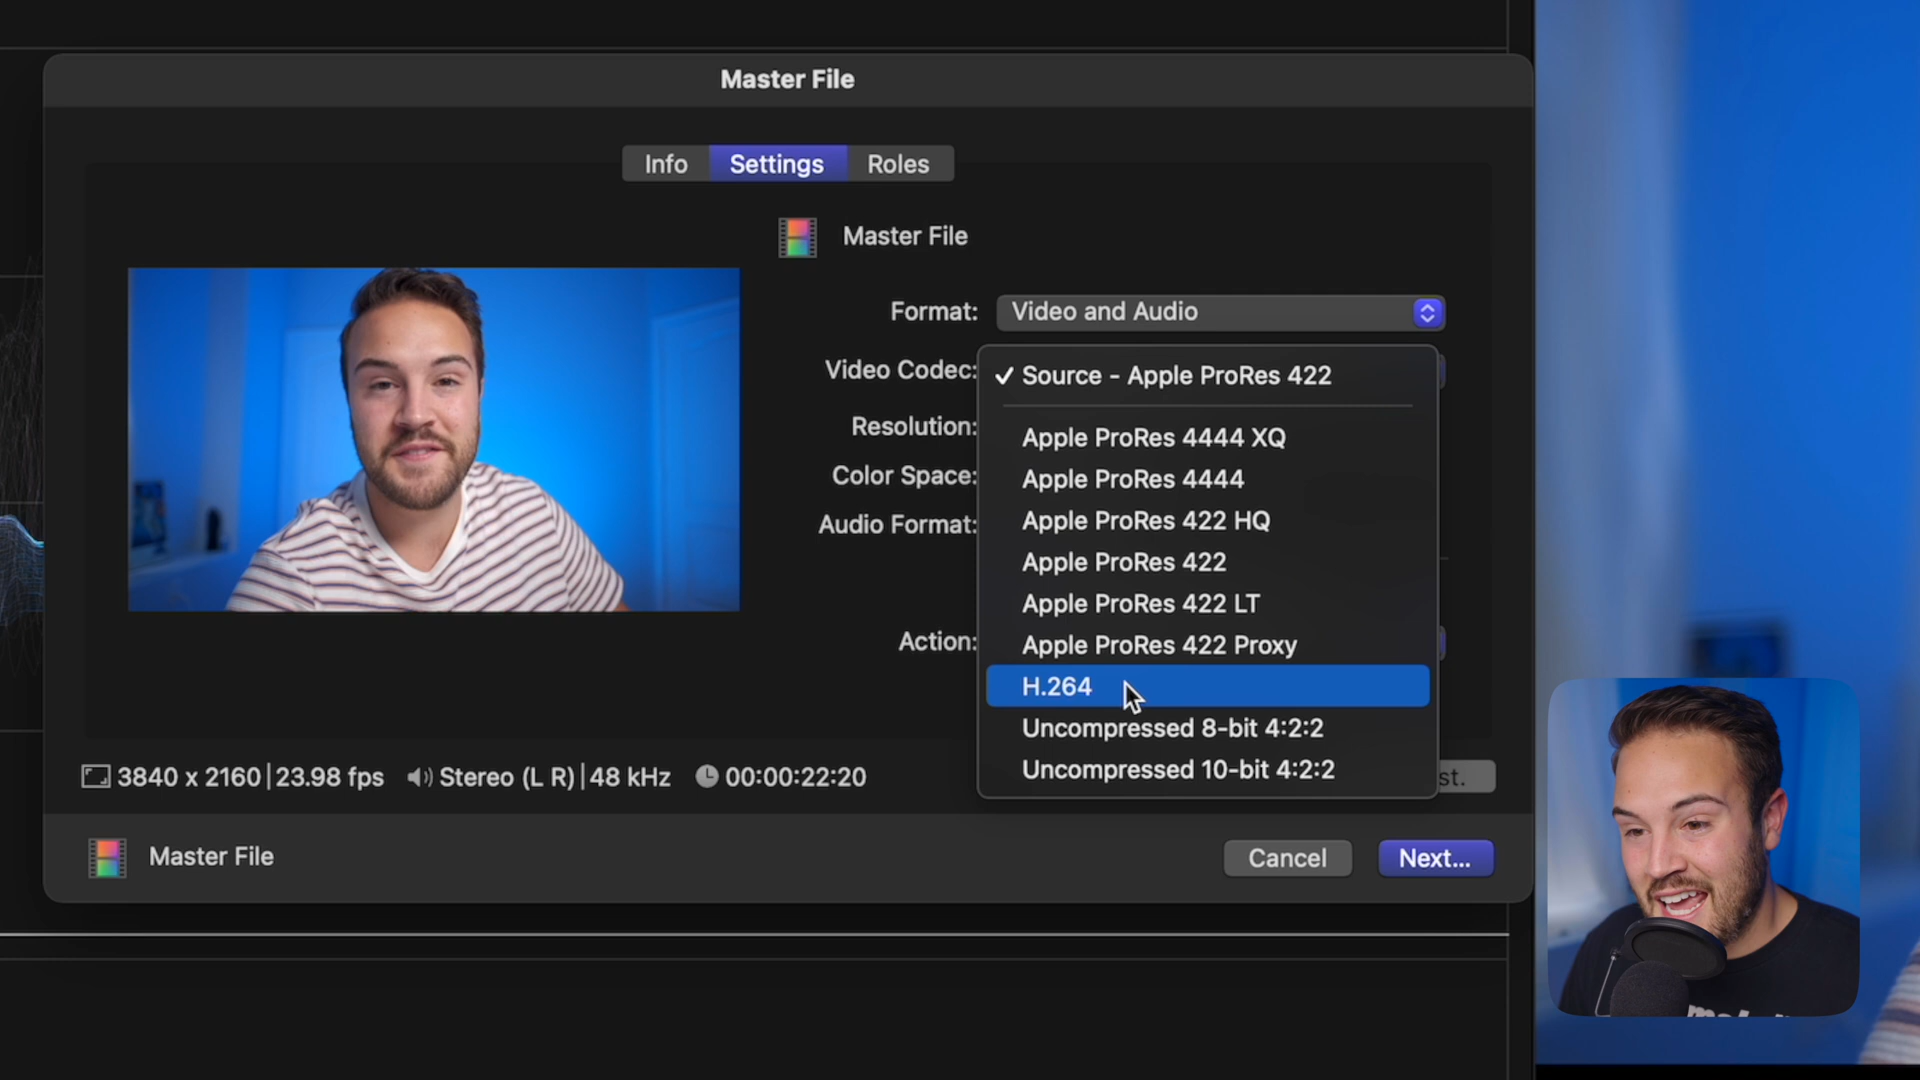 Master File
Info
Settings
Roles
Master File
Format:
Video and Audio
Video Codec:
✓ Source - Apple ProRes 422
Resolution:
Apple ProRes 4444 XQ
Color Space:
Apple ProRes 4444
Audio Format:
Apple ProRes 422 HQ
Apple ProRes 422
Apple ProRes 422 LT
Action:
Apple ProRes 422 Proxy
H.264
Uncompressed 8-bit 4:2:2
Uncompressed 10-bit 4:2:2
3840 x 2160 | 23.98 fps
Stereo (L R) | 48 kHz
00:00:22:20
st.
Master File
Cancel
Next...